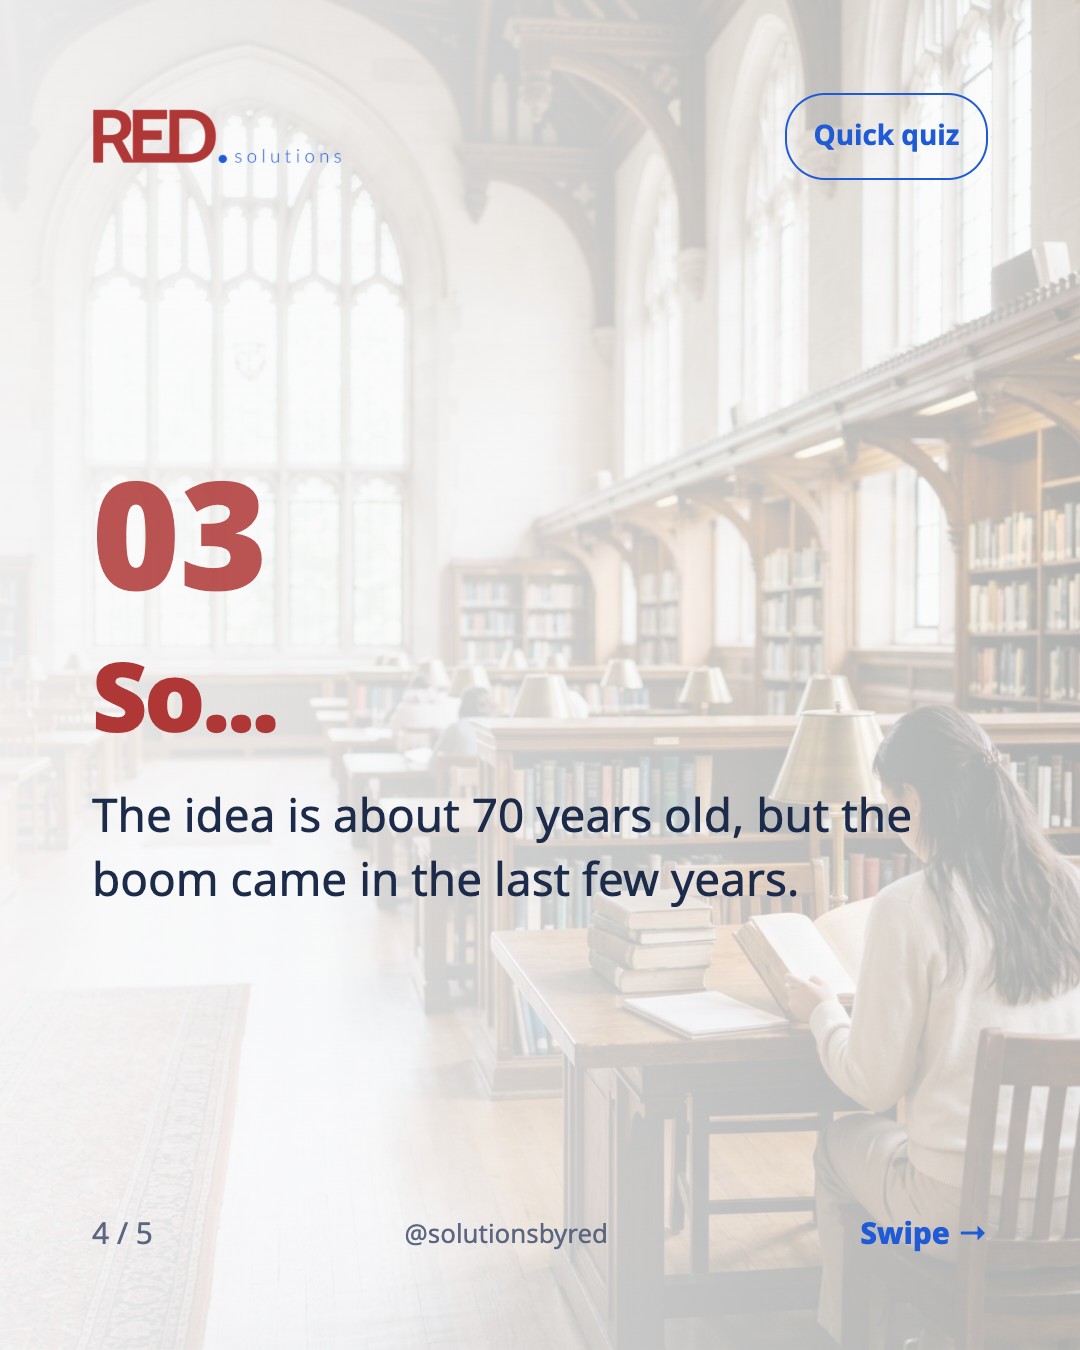 RED.solutions
Quick quiz
03
So...
The idea is about 70 years old, but the
boom came in the last few years.
4 / 5
@solutionsbyred
Swipe →